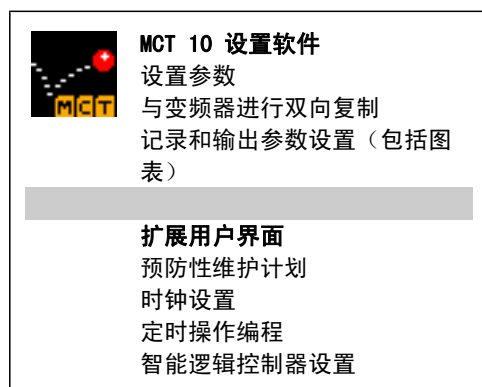 MCT 10 设置软件
设置参数
与变频器进行双向复制
记录和输出参数设置（包括图
表）
MCT
扩展用户界面
预防性维护计划
时钟设置
定时操作编程
智能逻辑控制器设置